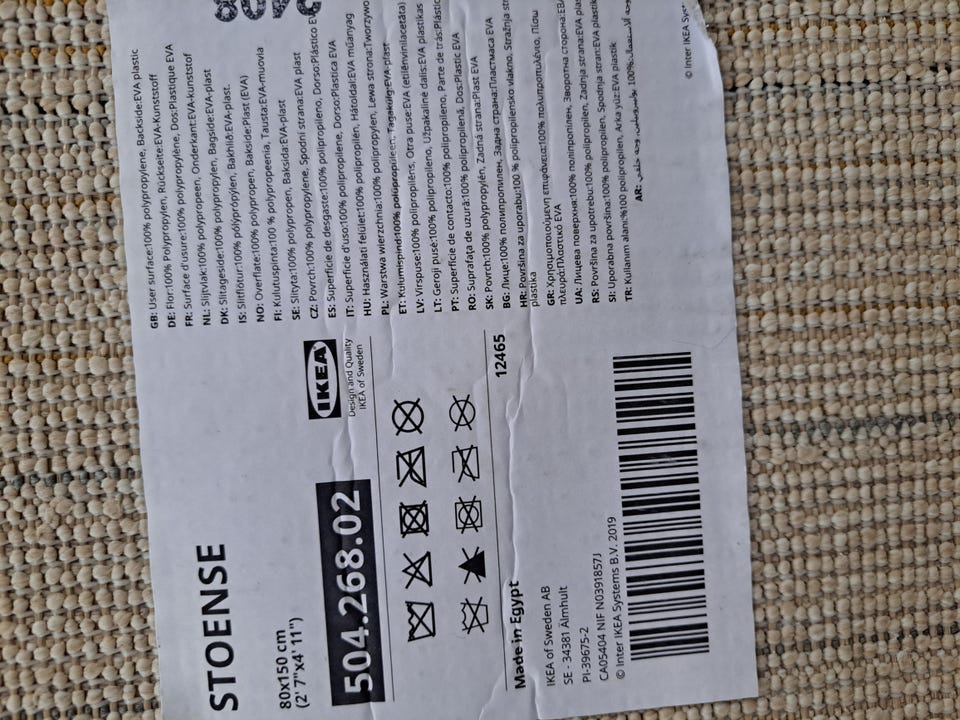 STOENSE
80x150 cm
(2' 7"x4' 11")
504.268.02
IKEA
Design and Quality
IKEA of Sweden
Made in Egypt
12465
IKEA of Sweden AB
SE - 34381 Älmhult
PI-39675-2
CA05404 NIF N0391857J
© Inter IKEA Systems B.V. 2019
GB: User surface:100% polypropylene, Backside:EVA plastic
DE: Flor:100% Polypropylen, Rückseite:EVA-Kunststoff
FR: Surface d'usure:100% polypropylène, Dos:Plastique EVA
NL: Slijtvlak:100% polypropeen, Onderkant:EVA-kunststof
DK: Slitageside:100% polypropylen, Bagside:EVA-plast
IS: Slitflötur:100% pólýprópýlen, Bakhlið:EVA-plast.
NO: Overflate:100% polypropen, Bakside:Plast (EVA)
FI: Kulutuspinta:100 % polypropeenia, Tausta:EVA-muovia
SE: Slityta:100% polypropen, Baksida:EVA-plast
CZ: Povrch:100% polypropylene, Spodní strana:EVA plast
ES: Superficie de desgaste:100% polipropileno, Dorso:Plástico EV
IT: Superficie d'uso:100% polipropilene, Dorso:Plastica EVA
HU: Használati felület:100% polipropilén, Hátoldal:EVA műanyag
PL: Warstwa wierzchnia:100% polipropylen, Lewa strona:Tworzywo
ET: Kulumispind:100% polüpropüleen, Tagakülg:EVA-plast
LV: Virspuse:100% polipropilēns, Otra puse:EVA (etilēnvinilacetāta)
LT: Geroji pusė:100% polipropileno, Užpakalinė dalis:EVA plastikas
PT: Superfície de contacto:100% polipropileno, Parte de trás:Plástic
RO: Suprafaţa de uzură:100% polipropilenă, Dos:Plastic EVA
SK: Povrch:100% polypropylén, Zadná strana:Plast EVA
BG: Лице:100% полипропилен, Задна страна:Пластмаса EVA
HR: Površina za uporabu:100 % polipropilensko vlakno, Stražnja str
plastika
GR: Χρησιμοποιούμενη επιφάνεια:100% πολυπροπυλένιο, Πίσω
πλευρά:Πλαστικό EVA
UA: Лицева поверхня:100% поліпропілен, Зворотна сторона:EВА
RS: Površina za upotrebu:100% polipropilen, Zadnja strana:EVA plas
SI: Uporabna površina:100% polipropilen, Spodnja stran:EVA plastik
TR: Kullanım alanı:%100 polipropilen, Arka yüz:EVA plastik
AR:
© Inter IKEA Syst